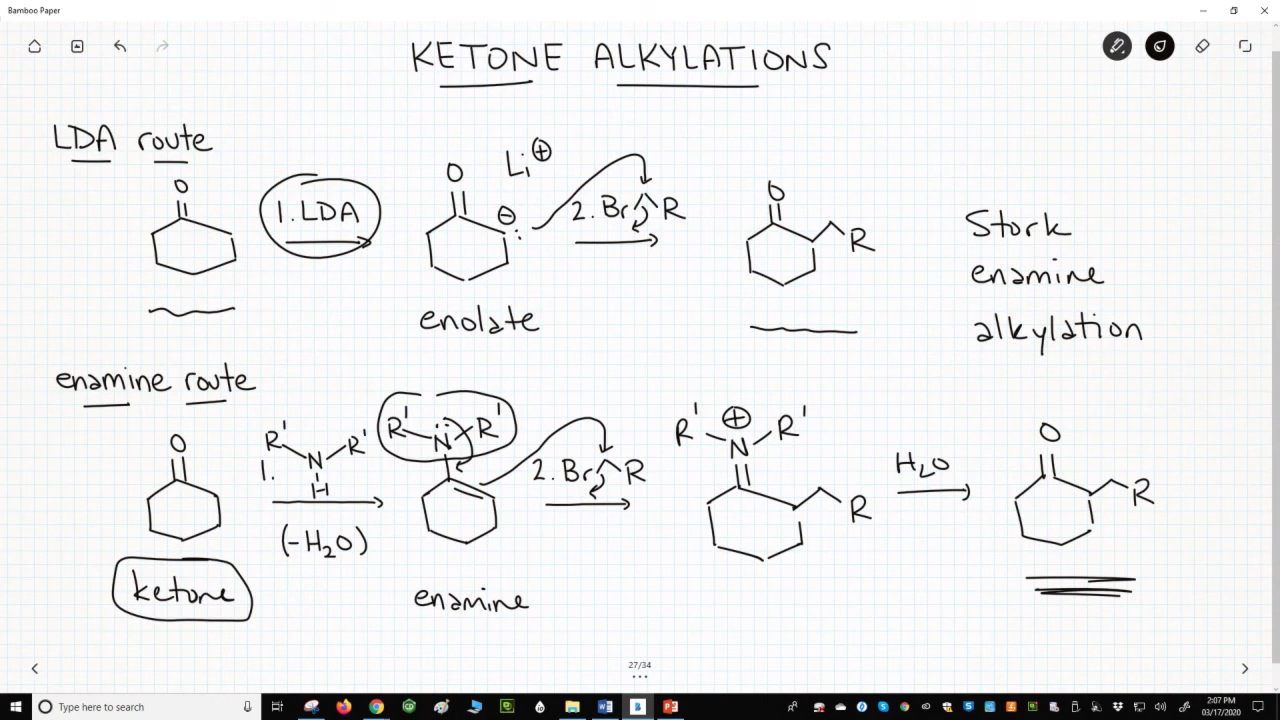 Bamboo Paper
KETONE ALKYLATIONS
LDA route
O
1. LDA
O
Li ⊕
⊖
2. Br R
O
R
Stork
enamine
alkylation
enolate
enamine route
O
1.
R' N R'
H
(-H2O)
R' N R'
2. Br R
R' ⊕ R'
N
R
H2O
O
R
ketone
enamine
27/34
Type here to search
2:07 PM
03/17/2020